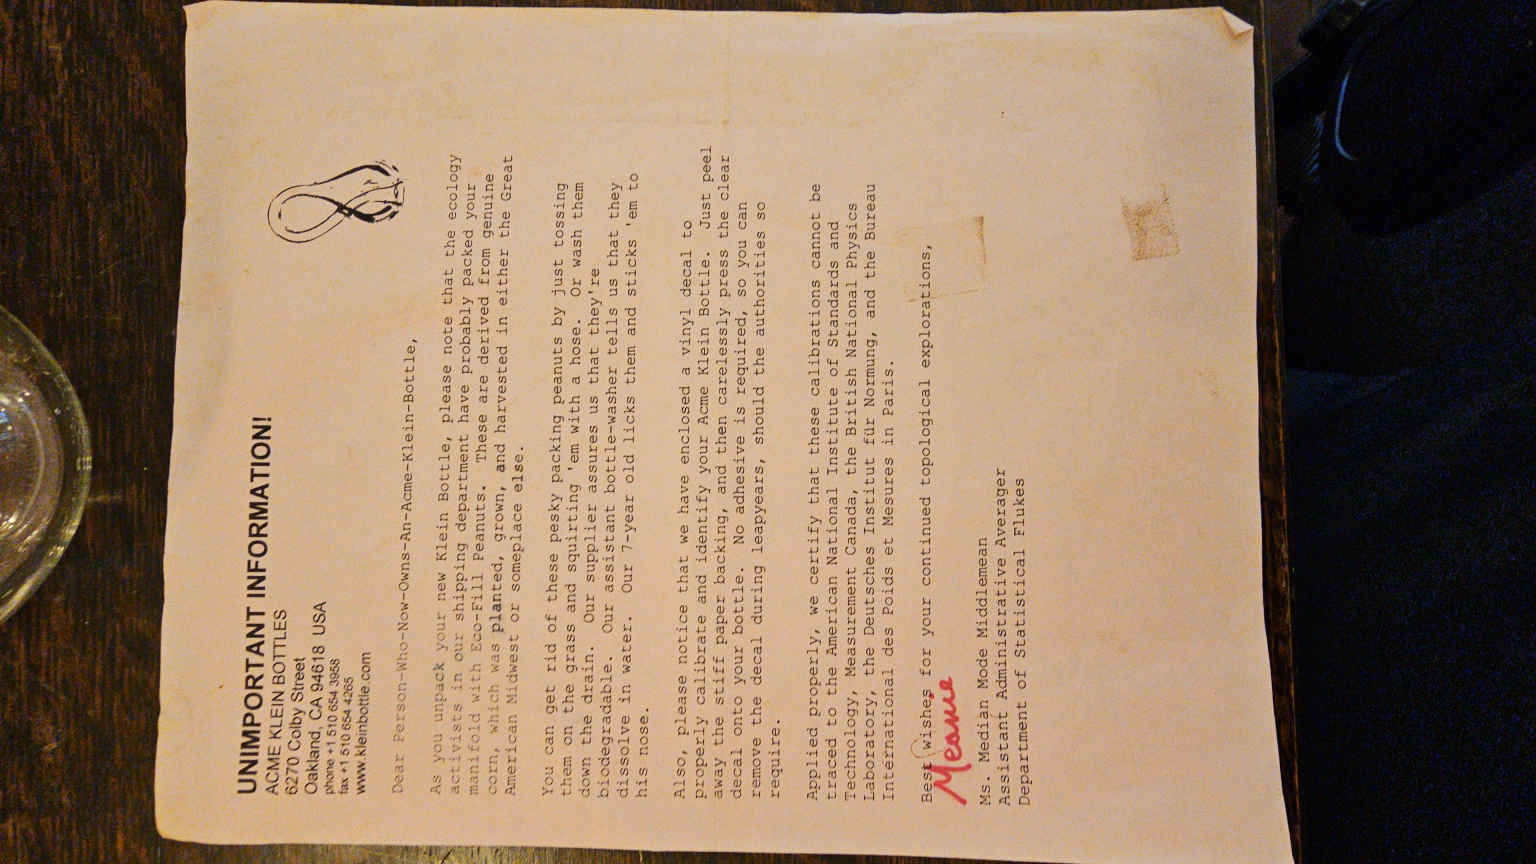 UNIMPORTANT INFORMATION!
ACME KLEIN BOTTLES
6270 Colby Street
Oakland, CA 94618 USA
phone +1 510 654 3958
fax +1 510 654 4265
www.kleinbottle.com
Dear Person-Who-Now-Owns-An-Acme-Klein-Bottle,
As you unpack your new Klein Bottle, please note that the ecology
activists in our shipping department have probably packed your
manifold with Eco-Fill Peanuts. These are derived from genuine
corn, which was planted, grown, and harvested in either the Great
American Midwest or someplace else.
You can get rid of these pesky packing peanuts by just tossing
them on the grass and squirting 'em with a hose. Or wash them
down the drain. Our supplier assures us that they're
biodegradable. Our assistant bottle-washer tells us that they
dissolve in water. Our 7-year old licks them and sticks 'em to
his nose.
Also, please notice that we have enclosed a vinyl decal to
properly calibrate and identify your Acme Klein Bottle. Just peel
away the stiff paper backing, and then carelessly press the clear
decal onto your bottle. No adhesive is required, so you can
remove the decal during leapyears, should the authorities so
require.
Applied properly, we certify that these calibrations cannot be
traced to the American National Institute of Standards and
Technology, Measurement Canada, the British National Physics
Laboratory, the Deutsches Institut für Normung, and the Bureau
International des Poids et Mesures in Paris.
Best wishes for your continued topological explorations,
Meanie
Ms. Median Mode Middlemean
Assistant Administrative Averager
Department of Statistical Flukes